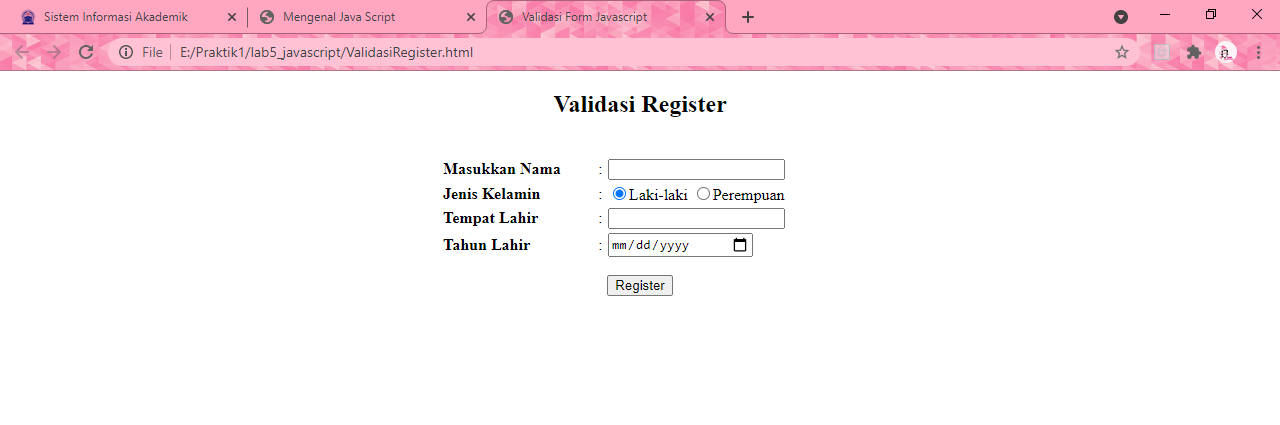 Sistem Informasi Akademik
Mengenal Java Script
Validasi Form Javascript
File
E:/Praktik1/lab5_javascript/ValidasiRegister.html
Validasi Register
Masukkan Nama :
Jenis Kelamin : Laki-laki Perempuan
Tempat Lahir :
Tahun Lahir : mm/dd/yyyy
Register